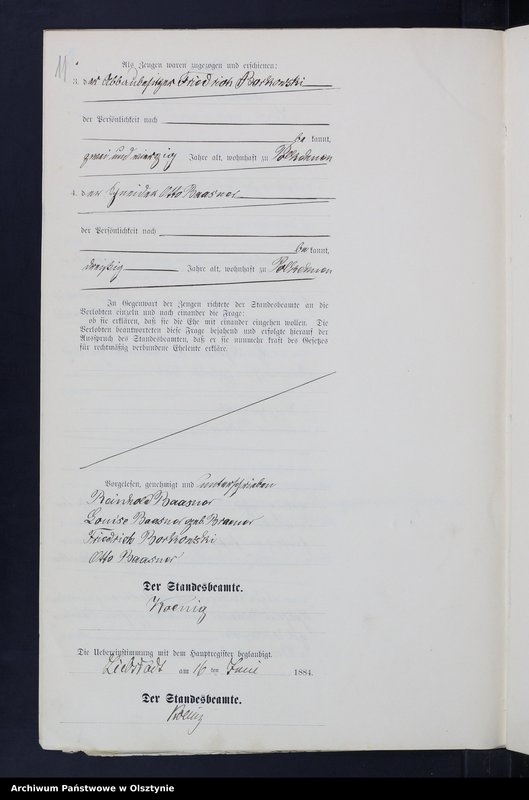 11
Als Zeugen waren zugezogen und erschienen:
3. der Abbaubesitzer Friedrich Borkowski
der Persönlichkeit nach
be kannt,
zwei und vierzig Jahre alt, wohnhaft zu
4. der Schneider Otto Baasner
der Persönlichkeit nach
be kannt,
dreißig Jahre alt, wohnhaft zu
In Gegenwart der Zeugen richtete der Standesbeamte an die
Verlobten einzeln und nach einander die Frage:
ob sie erklären, daß sie die Ehe mit einander eingehen wollen. Die
Verlobten beantworteten diese Frage bejahend und erfolgte hierauf der
Ausspruch des Standesbeamten, daß er sie nunmehr kraft des Gesetzes
für rechtmäßig verbundene Eheleute erkläre.
Vorgelesen, genehmigt und unterschrieben
Reinhold Baasner
Louise Baasner geb.
Friedrich Borkowski
Otto Baasner
Der Standesbeamte.
Koenig
Die Uebereinstimmung mit dem Hauptregister beglaubigt.
Liebstadt am 16 ten Juni 1884.
Der Standesbeamte.
Koenig
Archiwum Państwowe w Olsztynie